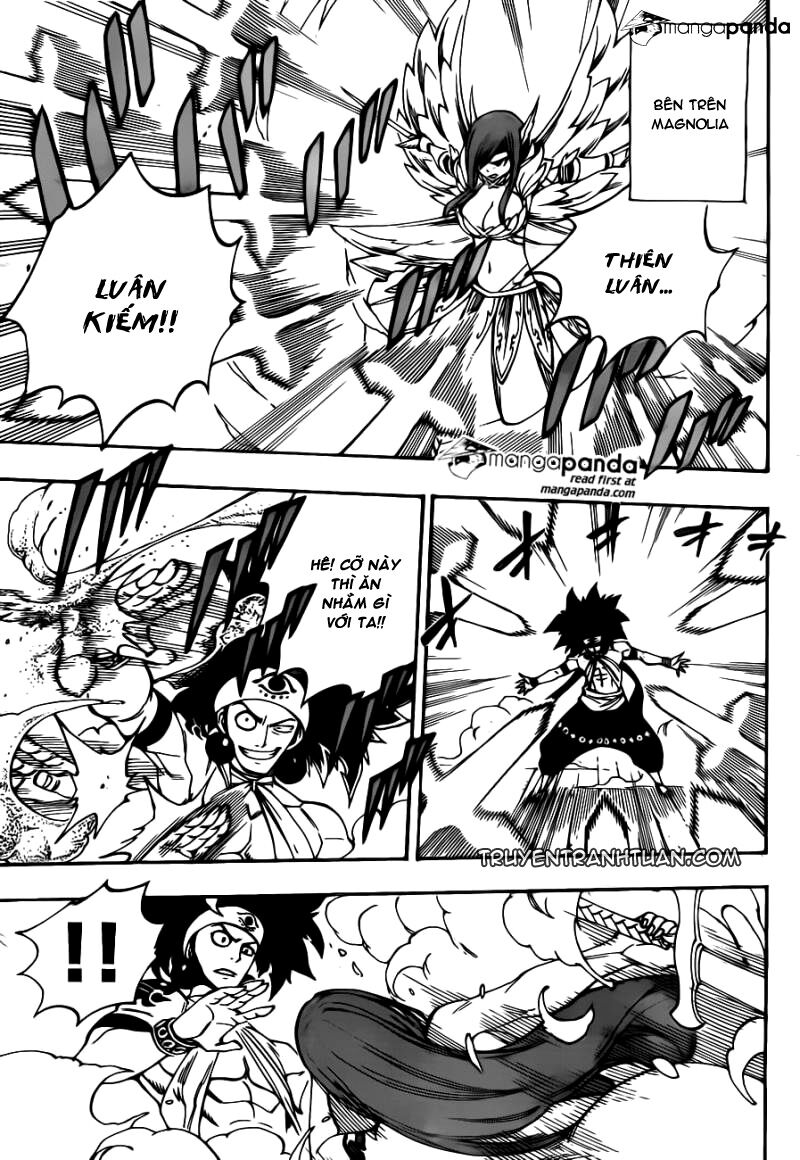 mangapanda
BÊN TRÊN
MAGNOLIA
THIÊN
LUÂN...
LUÂN
KIẾM!!
mangapanda
read first at
mangapanda.com
HÊ! CỠ NÀY
THÌ ĂN
NHẰM GÌ
VỚI TA!!
TRUYENTRANHTUAN.COM
!!